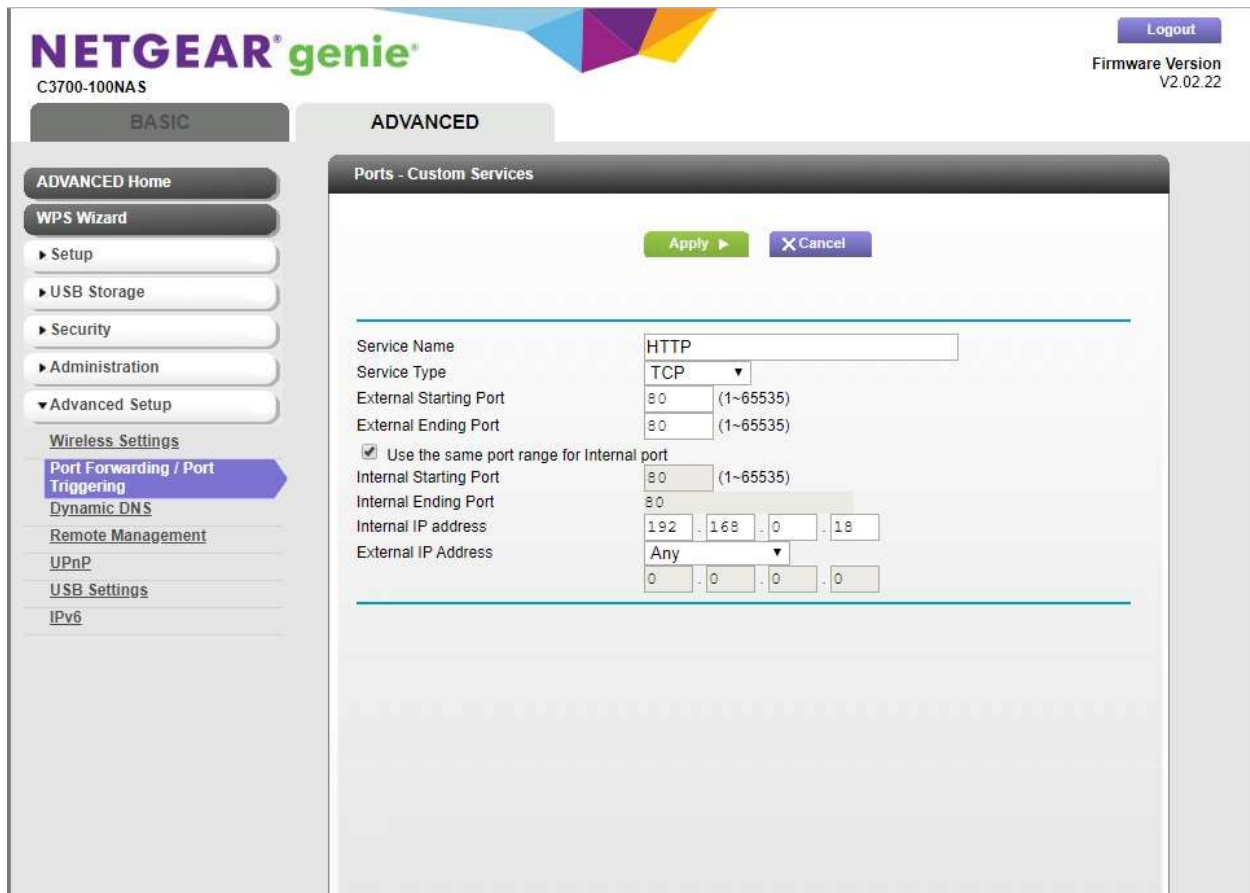 NETGEAR® genie®
Logout
Firmware Version
V2.02.22
C3700-100NAS
BASIC
ADVANCED
ADVANCED Home
WPS Wizard
Setup
USB Storage
Security
Administration
Advanced Setup
Wireless Settings
Port Forwarding / Port
Triggering
Dynamic DNS
Remote Management
UPnP
USB Settings
IPv6
Ports - Custom Services
Apply
Cancel
Service Name HTTP
Service Type TCP
External Starting Port 80 (1~65535)
External Ending Port 80 (1~65535)
Use the same port range for Internal port
Internal Starting Port 80 (1~65535)
Internal Ending Port 80
Internal IP address 192 . 168 . 0 . 18
External IP Address Any
0 . 0 . 0 . 0